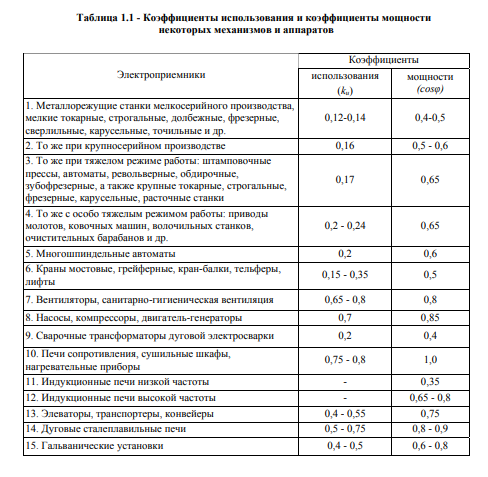 Таблица 1.1 - Коэффициенты использования и коэффициенты мощности
некоторых механизмов и аппаратов
Электроприемники
Коэффициенты
использования
(kи)
мощности
(cosφ)
1. Металлорежущие станки мелкосерийного производства,
мелкие токарные, строгальные, долбежные, фрезерные,
сверлильные, карусельные, точильные и др.
0,12-0,14
0,4-0,5
2. То же при крупносерийном производстве
0,16
0,5 - 0,6
3. То же при тяжелом режиме работы: штамповочные
прессы, автоматы, револьверные, обдирочные,
зубофрезерные, а также крупные токарные, строгальные,
фрезерные, карусельные, расточные станки
0,17
0,65
4. То же с особо тяжелым режимом работы: приводы
молотов, ковочных машин, волочильных станков,
очистительных барабанов и др.
0,2 - 0,24
0,65
5. Многошпиндельные автоматы
0,2
0,6
6. Краны мостовые, грейферные, кран-балки, тельферы,
лифты
0,15 - 0,35
0,5
7. Вентиляторы, санитарно-гигиеническая вентиляция
0,65 - 0,8
0,8
8. Насосы, компрессоры, двигатель-генераторы
0,7
0,85
9. Сварочные трансформаторы дуговой электросварки
0,2
0,4
10. Печи сопротивления, сушильные шкафы,
нагревательные приборы
0,75 - 0,8
1,0
11. Индукционные печи низкой частоты
-
0,35
12. Индукционные печи высокой частоты
-
0,65 - 0,8
13. Элеваторы, транспортеры, конвейеры
0,4 - 0,55
0,75
14. Дуговые сталеплавильные печи
0,5 - 0,75
0,8 - 0,9
15. Гальванические установки
0,4 - 0,5
0,6 - 0,8